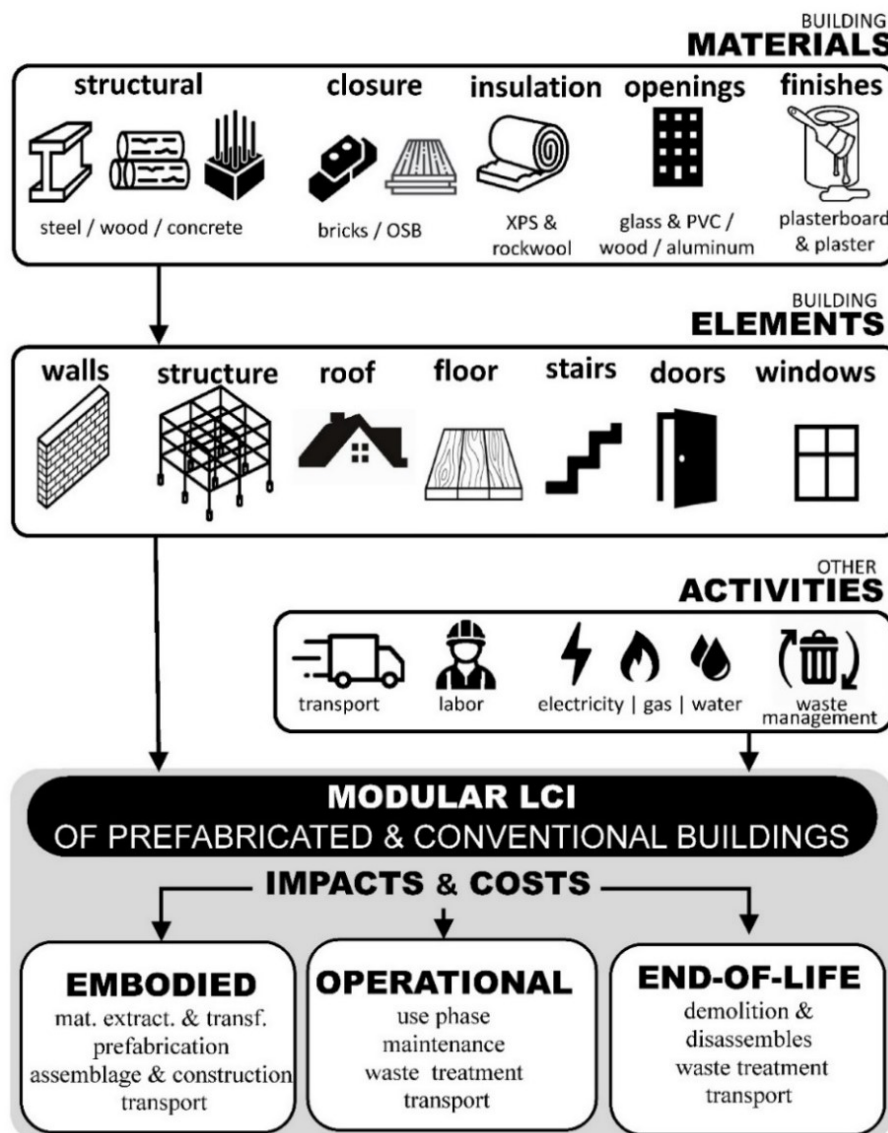 BUILDING
MATERIALS
structural closure insulation openings finishes
steel / wood / concrete
bricks / OSB
XPS &
rockwool
glass & PVC /
wood / aluminum
plasterboard
& plaster
BUILDING
ELEMENTS
walls structure roof floor stairs doors windows
OTHER
ACTIVITIES
transport
labor
electricity | gas | water
waste
management
MODULAR LCI
OF PREFABRICATED & CONVENTIONAL BUILDINGS
IMPACTS & COSTS
EMBODIED
mat. extract. & transf.
prefabrication
assemblage & construction
transport
OPERATIONAL
use phase
maintenance
waste treatment
transport
END-OF-LIFE
demolition &
disassembles
waste treatment
transport